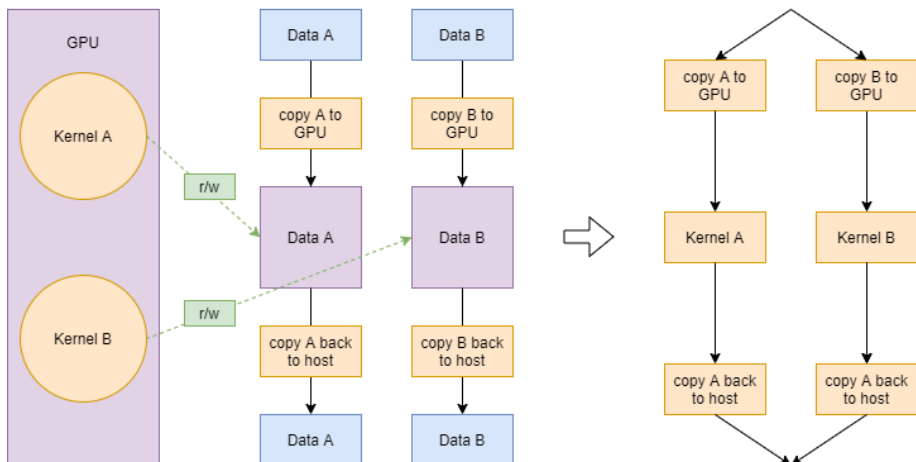 GPU
Kernel A
Kernel B
r/w
r/w
Data A
copy A to
GPU
Data A
copy A back
to host
Data A
Data B
copy B to
GPU
Data B
copy B back
to host
Data B
copy A to
GPU
Kernel A
copy A back
to host
copy B to
GPU
Kernel B
copy A back
to host